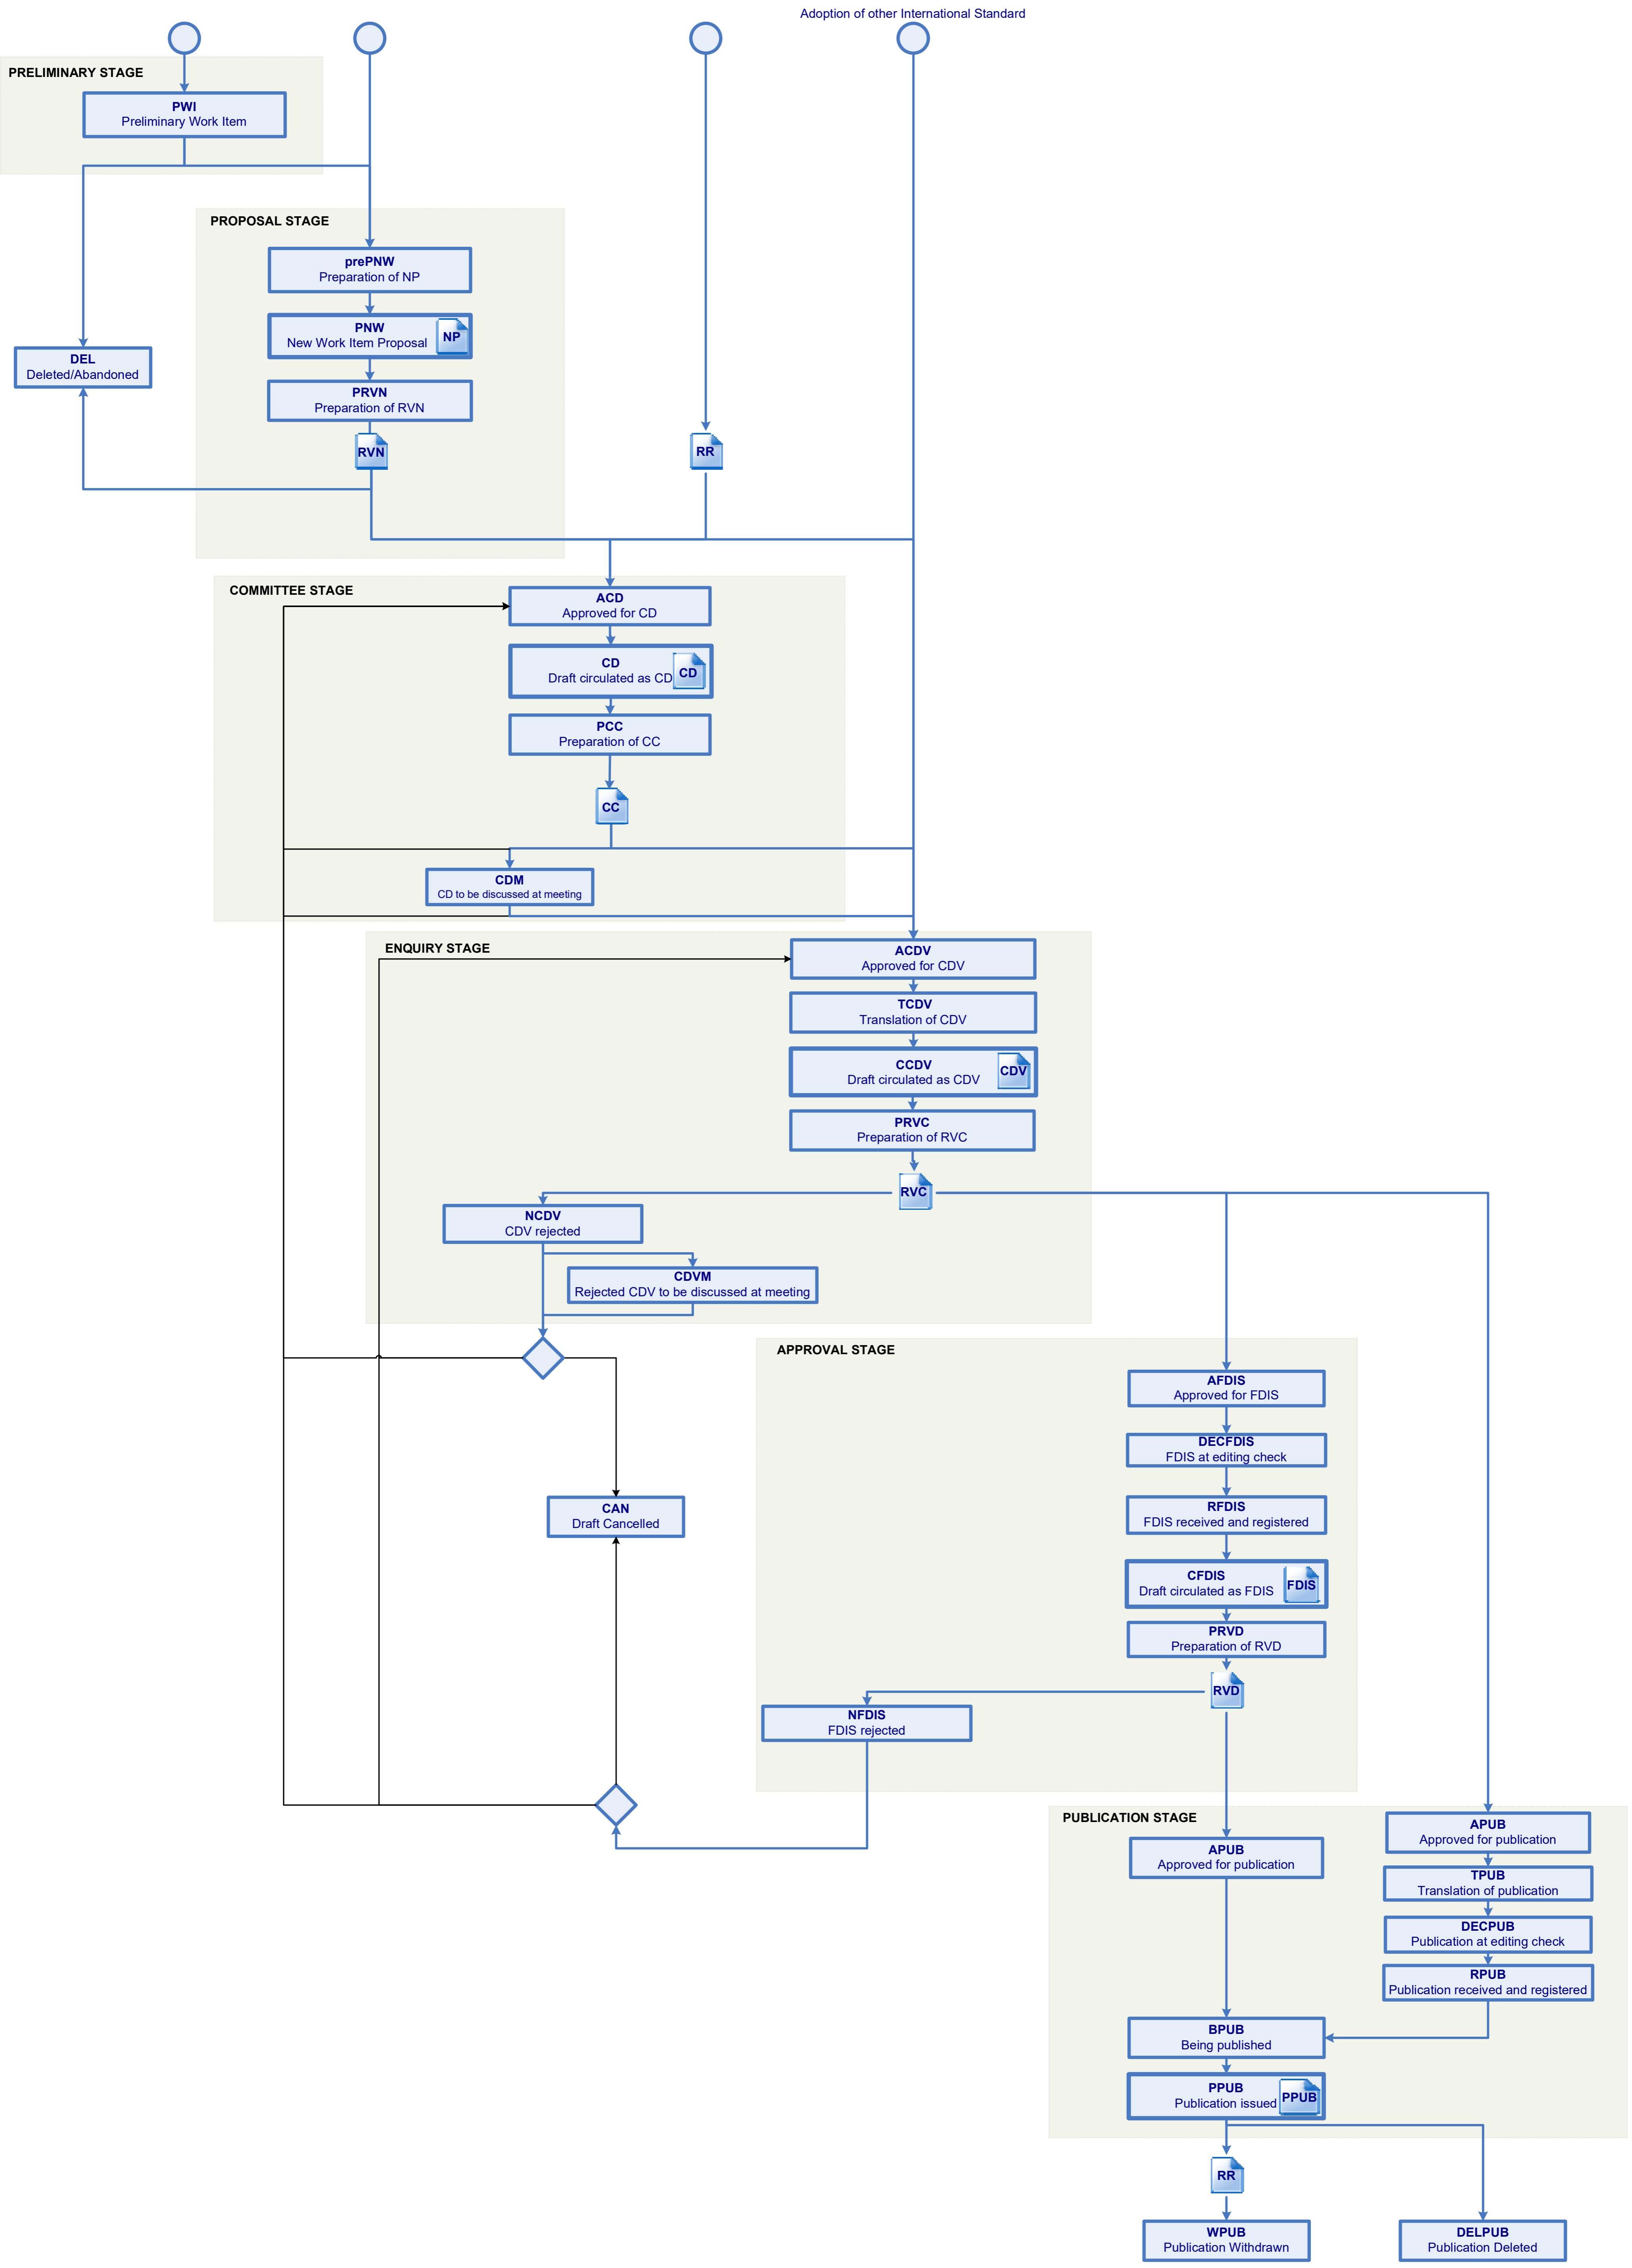 Adoption of other International Standard
PRELIMINARY STAGE
PWI
Preliminary Work Item
PROPOSAL STAGE
prePNW
Preparation of NP
PNW
New Work Item Proposal
NP
DEL
Deleted/Abandoned
PRVN
Preparation of RVN
RVN
RR
COMMITTEE STAGE
ACD
Approved for CD
CD
Draft circulated as CD
CD
PCC
Preparation of CC
CC
CDM
CD to be discussed at meeting
ENQUIRY STAGE
ACDV
Approved for CDV
TCDV
Translation of CDV
CCDV
Draft circulated as CDV
CDV
PRVC
Preparation of RVC
RVC
NCDV
CDV rejected
CDVM
Rejected CDV to be discussed at meeting
APPROVAL STAGE
AFDIS
Approved for FDIS
DECFDIS
FDIS at editing check
CAN
Draft Cancelled
RFDIS
FDIS received and registered
CFDIS
Draft circulated as FDIS
FDIS
PRVD
Preparation of RVD
RVD
NFDIS
FDIS rejected
PUBLICATION STAGE
APUB
Approved for publication
APUB
Approved for publication
TPUB
Translation of publication
DECPUB
Publication at editing check
RPUB
Publication received and registered
BPUB
Being published
PPUB
Publication issued
PPUB
RR
WPUB
Publication Withdrawn
DELPUB
Publication Deleted